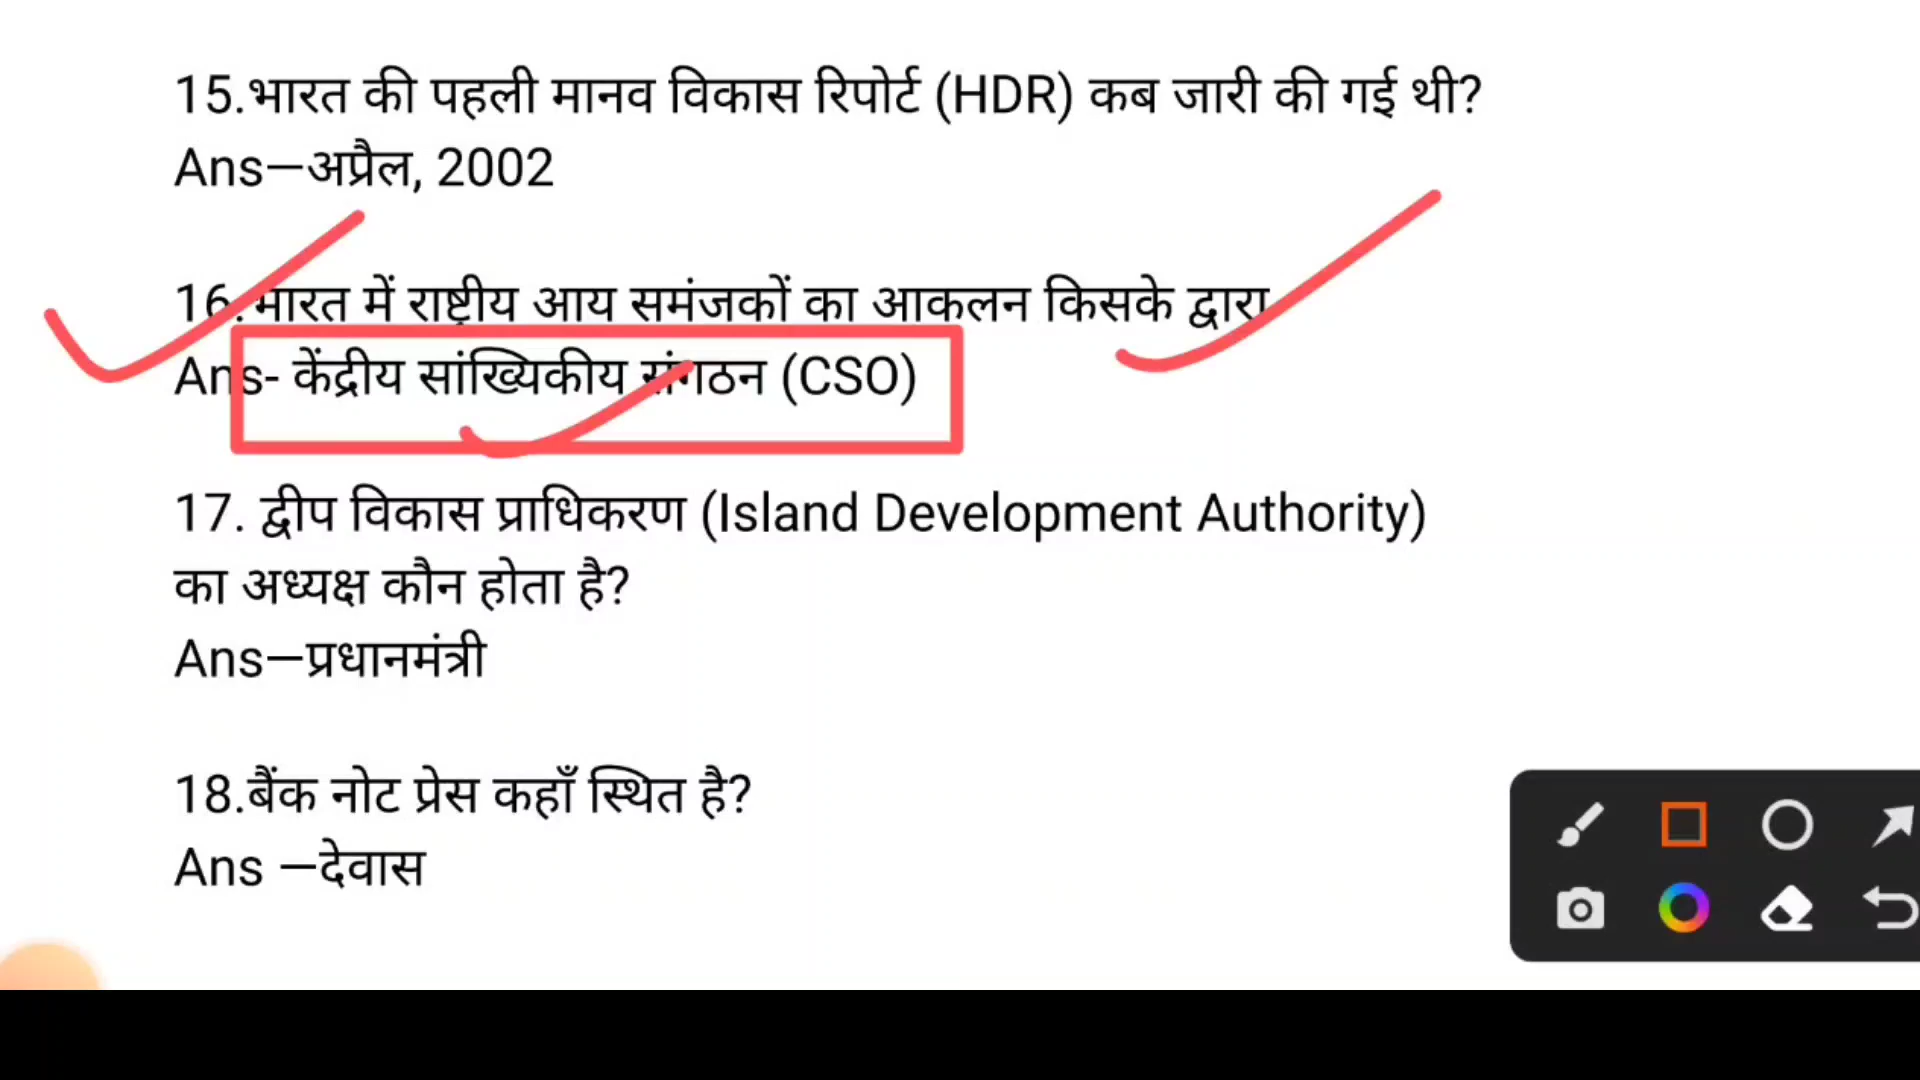 15.भारत की पहली मानव विकास रिपोर्ट (HDR) कब जारी की गई थी?
Ans—अप्रैल, 2002
16.भारत में राष्ट्रीय आय समंजकों का आकलन किसके द्वारा
Ans- केंद्रीय सांख्यिकीय संगठन (CSO)
17. द्वीप विकास प्राधिकरण (Island Development Authority)
का अध्यक्ष कौन होता है?
Ans—प्रधानमंत्री
18.बैंक नोट प्रेस कहाँ स्थित है?
Ans —देवास